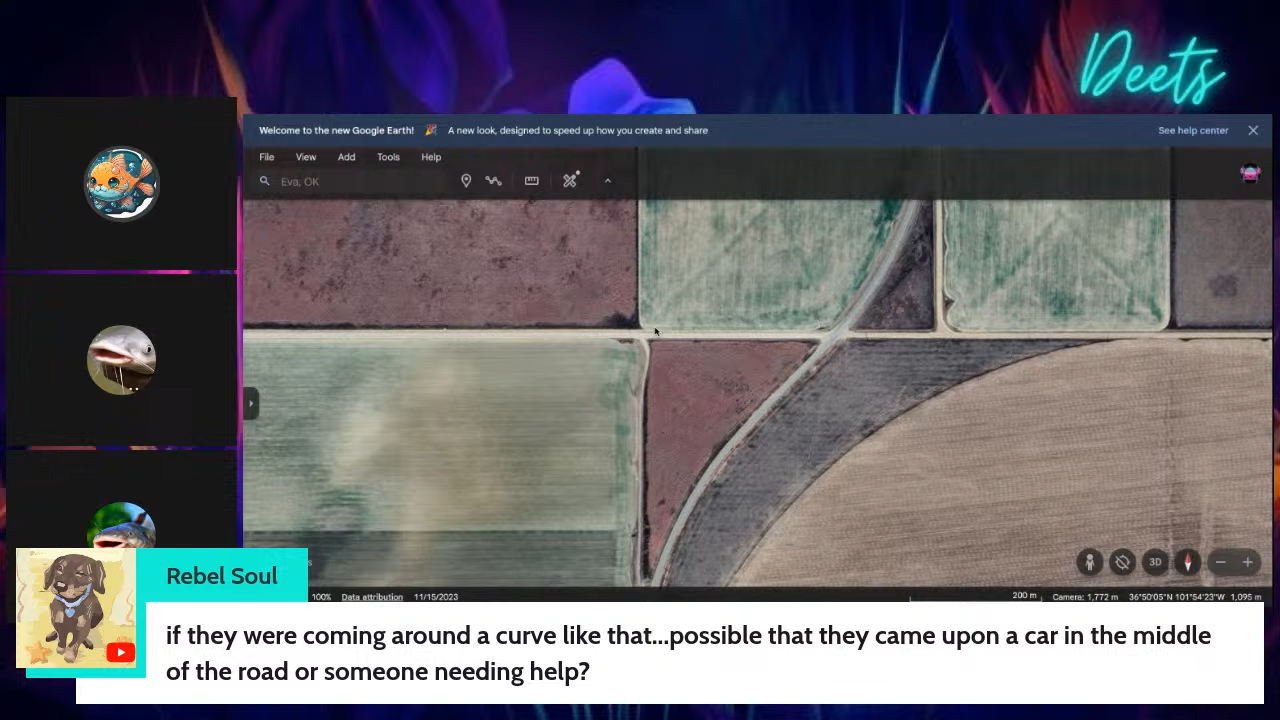 Deets
Welcome to the new Google Earth! 🎉 A new look, designed to speed up how you create and share See help center
File View Add Tools Help
Eva, OK
3D
100% Data attribution 11/15/2023 200 m Camera: 1,772 m 36°50'05"N 101°54'23"W 1,095 m
Rebel Soul
if they were coming around a curve like that...possible that they came upon a car in the middle
of the road or someone needing help?